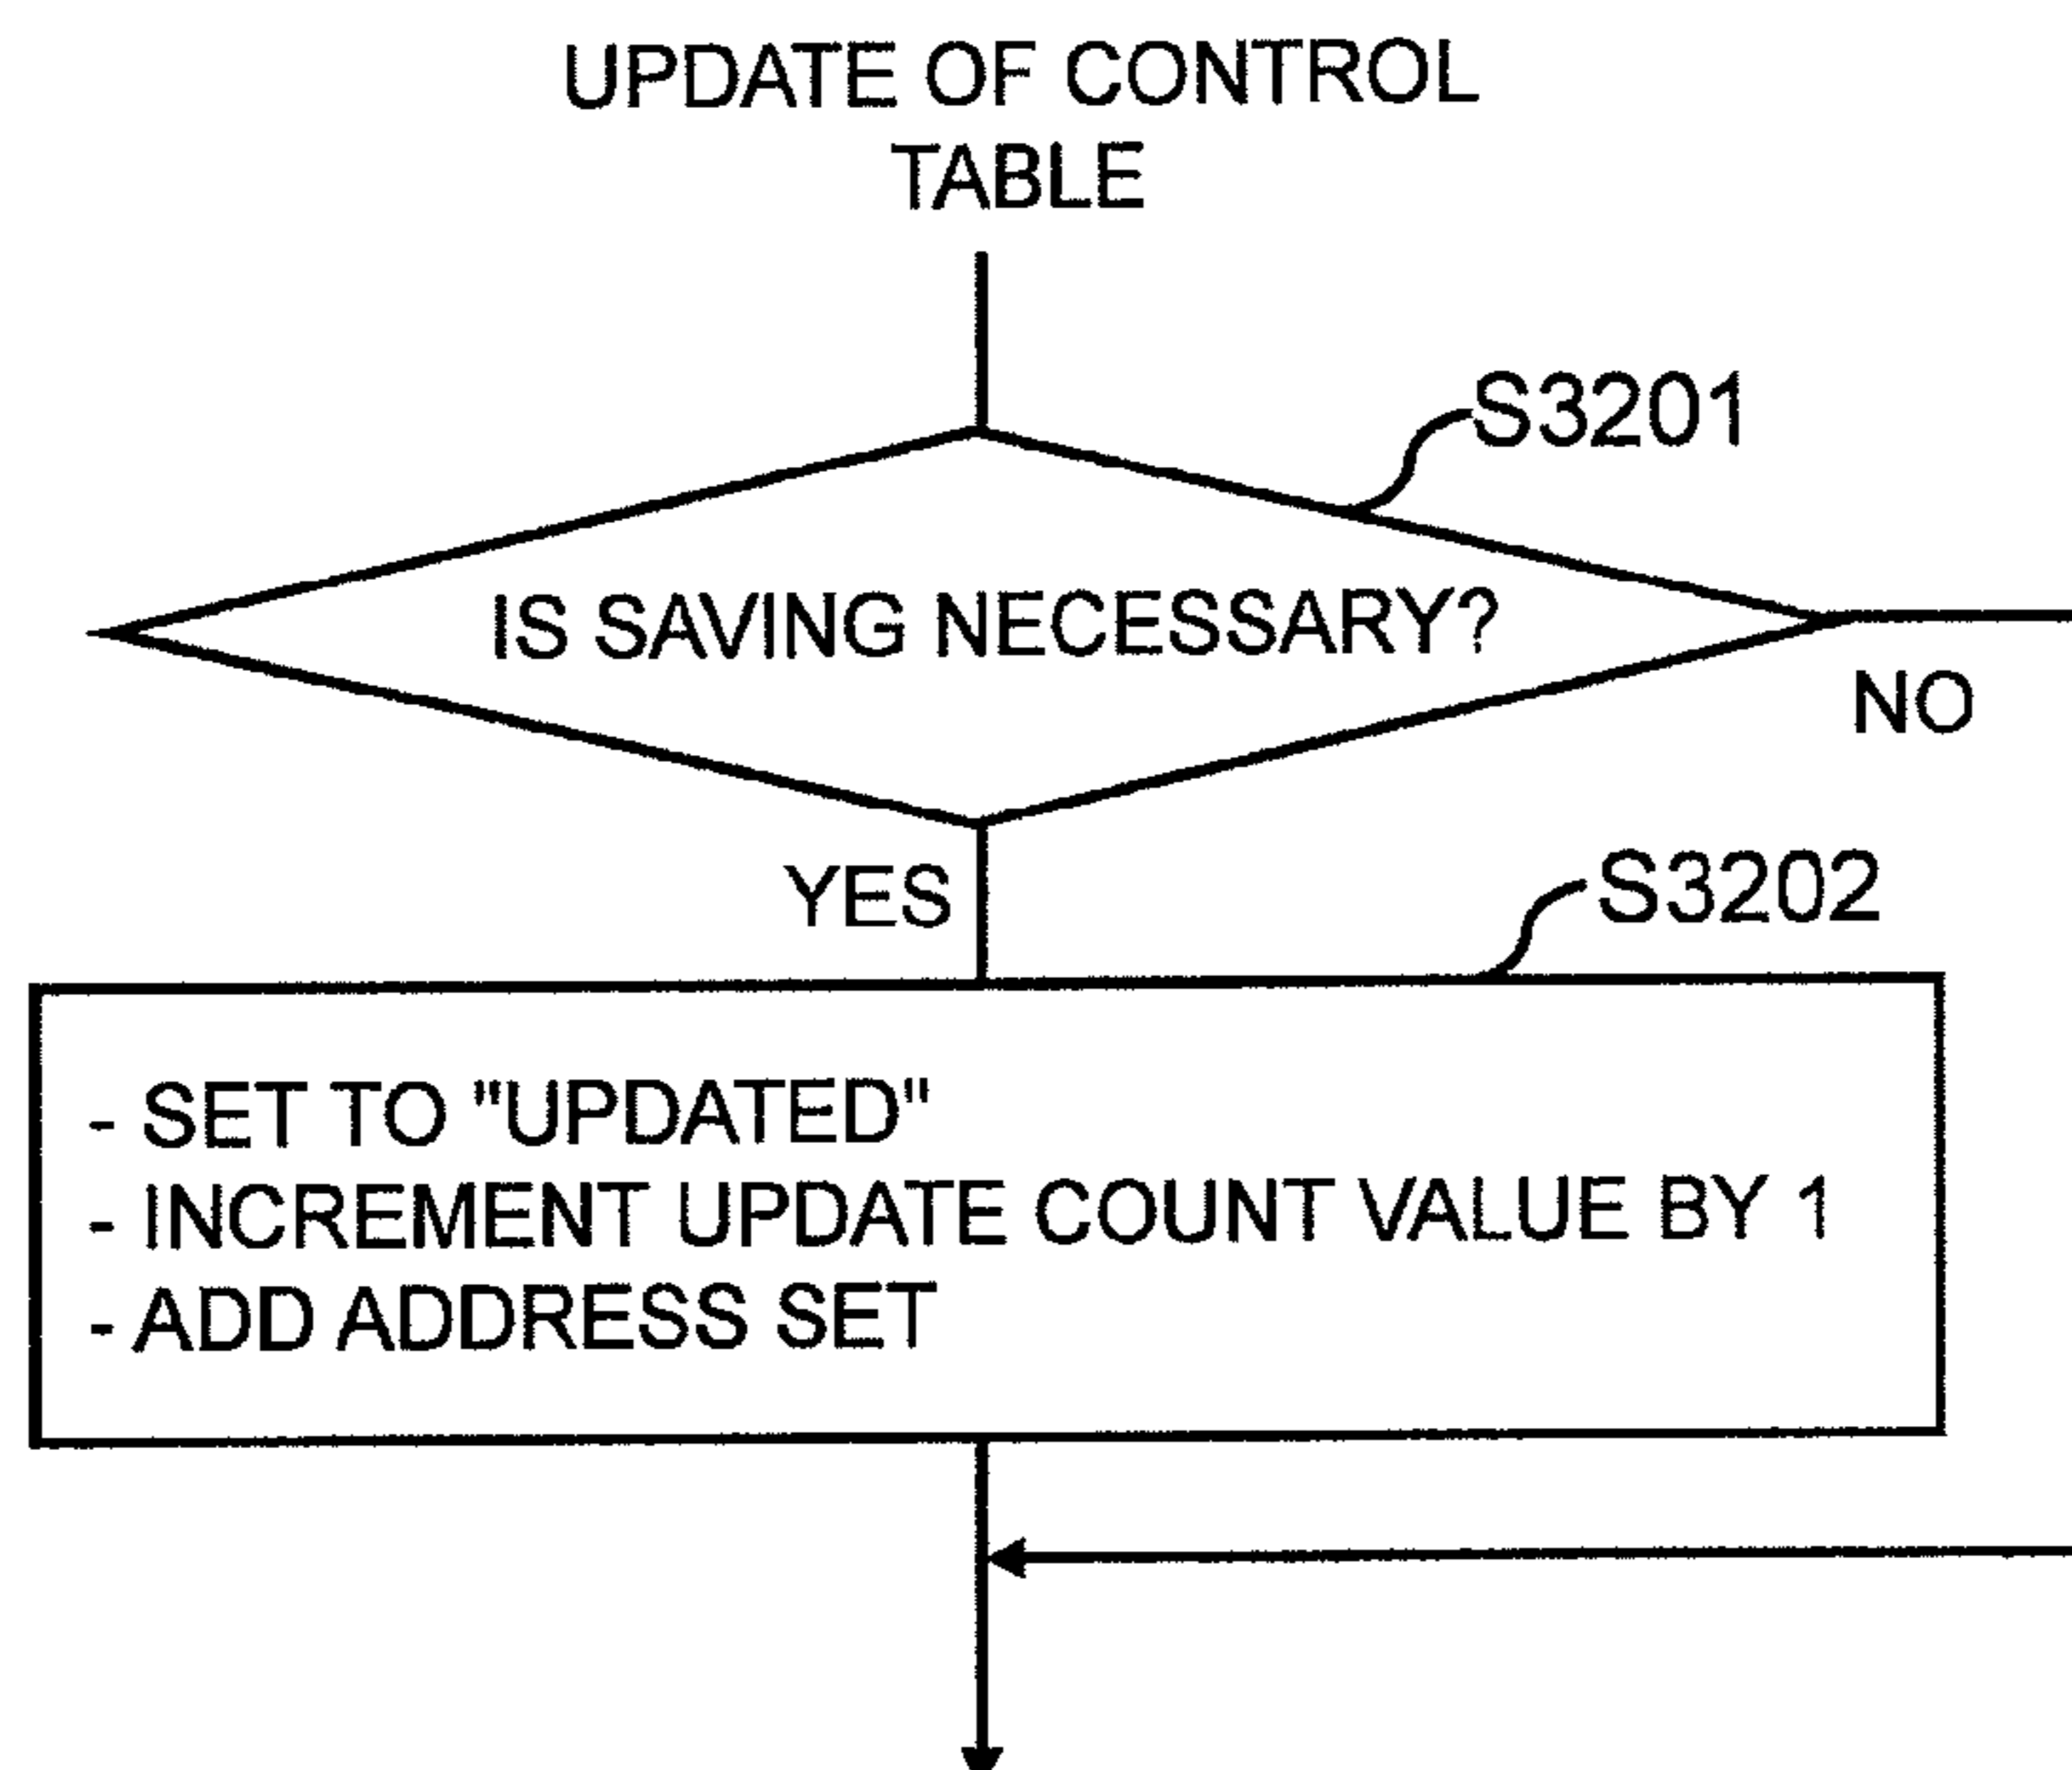 UPDATE OF CONTROL
TABLE
S3201
IS SAVING NECESSARY?
NO
YES
S3202
- SET TO "UPDATED"
- INCREMENT UPDATE COUNT VALUE BY 1
- ADD ADDRESS SET